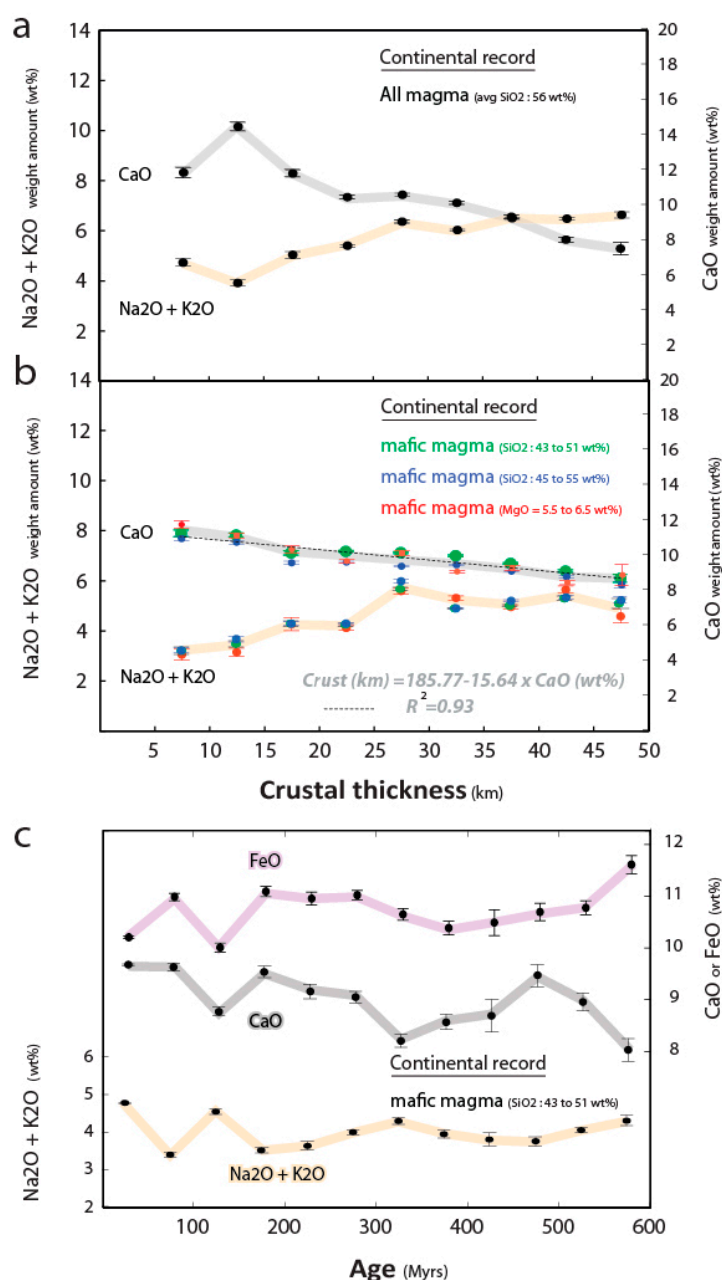 a
Na2O + K2O weight amount (wt%)
14
12
10
8
6
4
2
Continental record
All magma (avg SiO2 : 56 wt%)
CaO
Na2O + K2O
20
18
16
14
12
10
8
6
4
2
CaO weight amount (wt%)
b
Na2O + K2O weight amount (wt%)
14
12
10
8
6
4
2
Continental record
mafic magma (SiO2 : 43 to 51 wt%)
mafic magma (SiO2 : 45 to 55 wt%)
mafic magma (MgO = 5.5 to 6.5 wt%)
CaO
Na2O + K2O
Crust (km) =185.77-15.64 x CaO (wt%)
R2=0.93
20
18
16
14
12
10
8
6
4
2
CaO weight amount (wt%)
5 10 15 20 25 30 35 40 45 50
Crustal thickness (km)
c
FeO
CaO
12
11
10
9
8
CaO or FeO (wt%)
Na2O + K2O (wt%)
6
5
4
3
2
Continental record
mafic magma (SiO2 : 43 to 51 wt%)
Na2O + K2O
100 200 300 400 500 600
Age (Myrs)